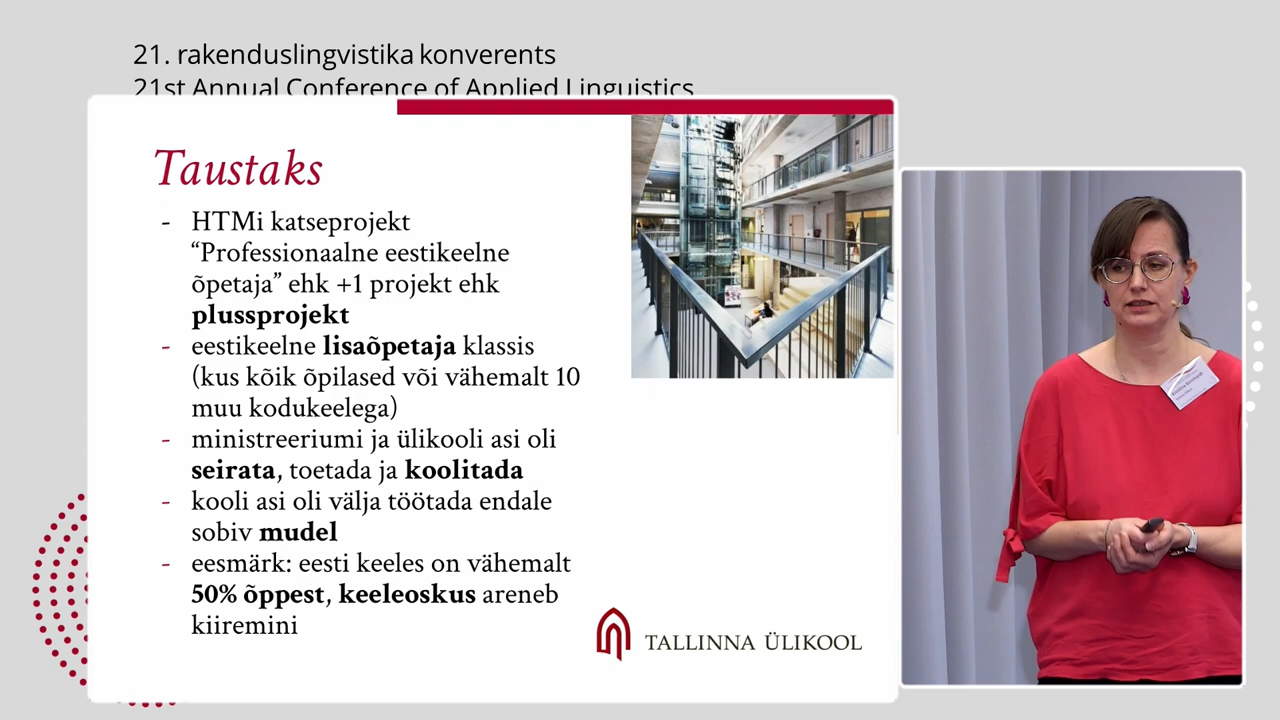 21. rakenduslingvistika konverents
21st Annual Conference of Applied Linguistics
Taustaks
- HTMi katseprojekt
“Professionaalne eestikeelne
õpetaja” ehk +1 projekt ehk
plussprojekt
- eestikeelne lisaõpetaja klassis
(kus kõik õpilased või vähemalt 10
muu kodukeelega)
- ministreeriumi ja ülikooli asi oli
seirata, toetada ja koolitada
- kooli asi oli välja töötada endale
sobiv mudel
- eesmärk: eesti keeles on vähemalt
50% õppest, keeleoskus areneb
kiiremini
TALLINNA ÜLIKOOL